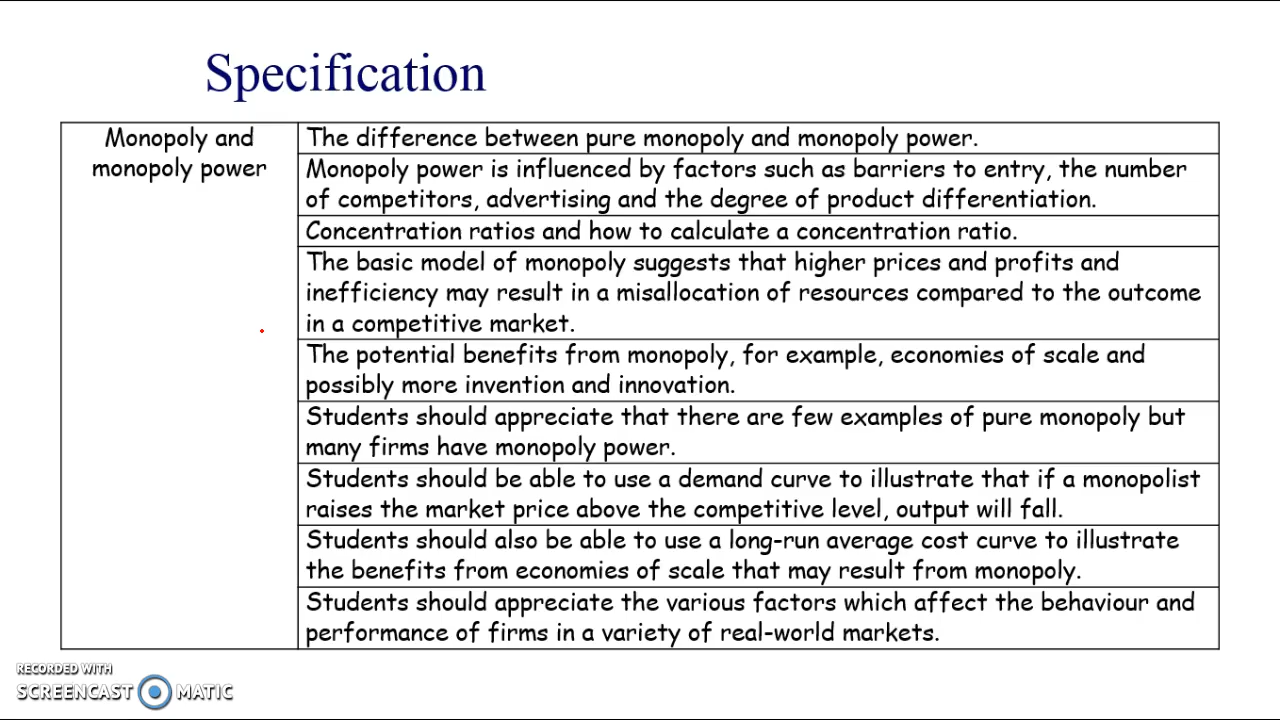 Specification
Monopoly and
monopoly power
The difference between pure monopoly and monopoly power.
Monopoly power is influenced by factors such as barriers to entry, the number
of competitors, advertising and the degree of product differentiation.
Concentration ratios and how to calculate a concentration ratio.
The basic model of monopoly suggests that higher prices and profits and
inefficiency may result in a misallocation of resources compared to the outcome
in a competitive market.
The potential benefits from monopoly, for example, economies of scale and
possibly more invention and innovation.
Students should appreciate that there are few examples of pure monopoly but
many firms have monopoly power.
Students should be able to use a demand curve to illustrate that if a monopolist
raises the market price above the competitive level, output will fall.
Students should also be able to use a long-run average cost curve to illustrate
the benefits from economies of scale that may result from monopoly.
Students should appreciate the various factors which affect the behaviour and
performance of firms in a variety of real-world markets.
RECORDED WITH
SCREENCAST MATIC